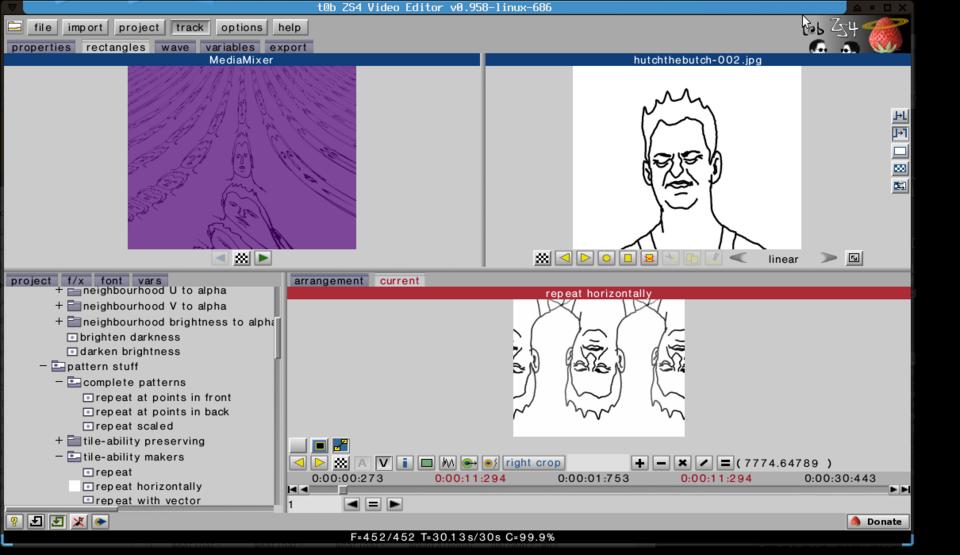 t0b ZS4 Video Editor v0.958-linux-686
file import project track options help
t0b ZS4
properties rectangles wave variables export
MediaMixer
hutchthebutch-002.jpg
linear
project f/x font vars
arrangement current
neighbourhood U to alpha
neighbourhood V to alpha
neighbourhood brightness to alpha
brighten darkness
darken brightness
pattern stuff
complete patterns
repeat at points in front
repeat at points in back
repeat scaled
tile-ability preserving
tile-ability makers
repeat
repeat horizontally
repeat with vector
repeat horizontally
A V i right crop (7774.64789 )
0:00:00:273 0:00:11:294 0:00:01:753 0:00:11:294 0:00:30:443
1
Donate
F=452/452 T=30.13s/30s C=99.9%